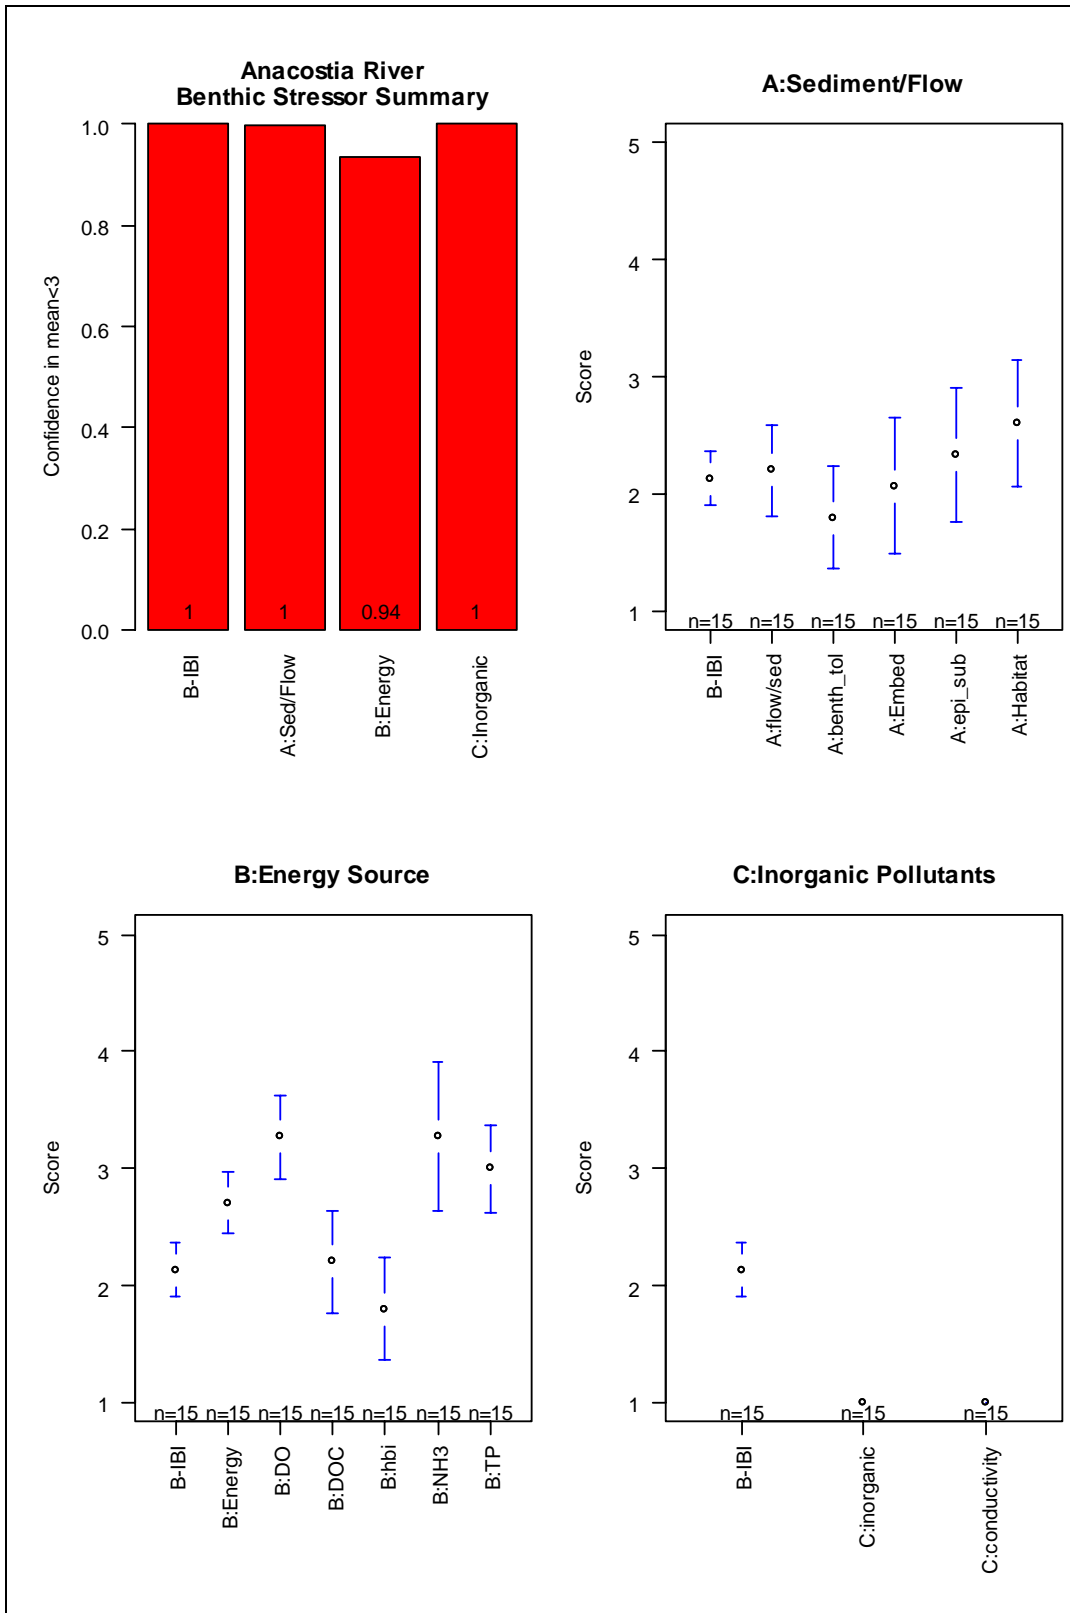 Anacostia River
Benthic Stressor Summary
Confidence in mean<3
1.0
0.8
0.6
0.4
0.2
0.0
1
1
0.94
1
B-IBI
A:Sed/Flow
B:Energy
C:Inorganic
A:Sediment/Flow
Score
5
4
3
2
1
n=15
n=15
n=15
n=15
n=15
n=15
B-IBI
A:flow/sed
A:benth_tol
A:Embed
A:epi_sub
A:Habitat
B:Energy Source
Score
5
4
3
2
1
n=15
n=15
n=15
n=15
n=15
n=15
n=15
B-IBI
B:Energy
B:DO
B:DOC
B:hbi
B:NH3
B:TP
C:Inorganic Pollutants
Score
5
4
3
2
1
n=15
n=15
n=15
B-IBI
C:inorganic
C:conductivity